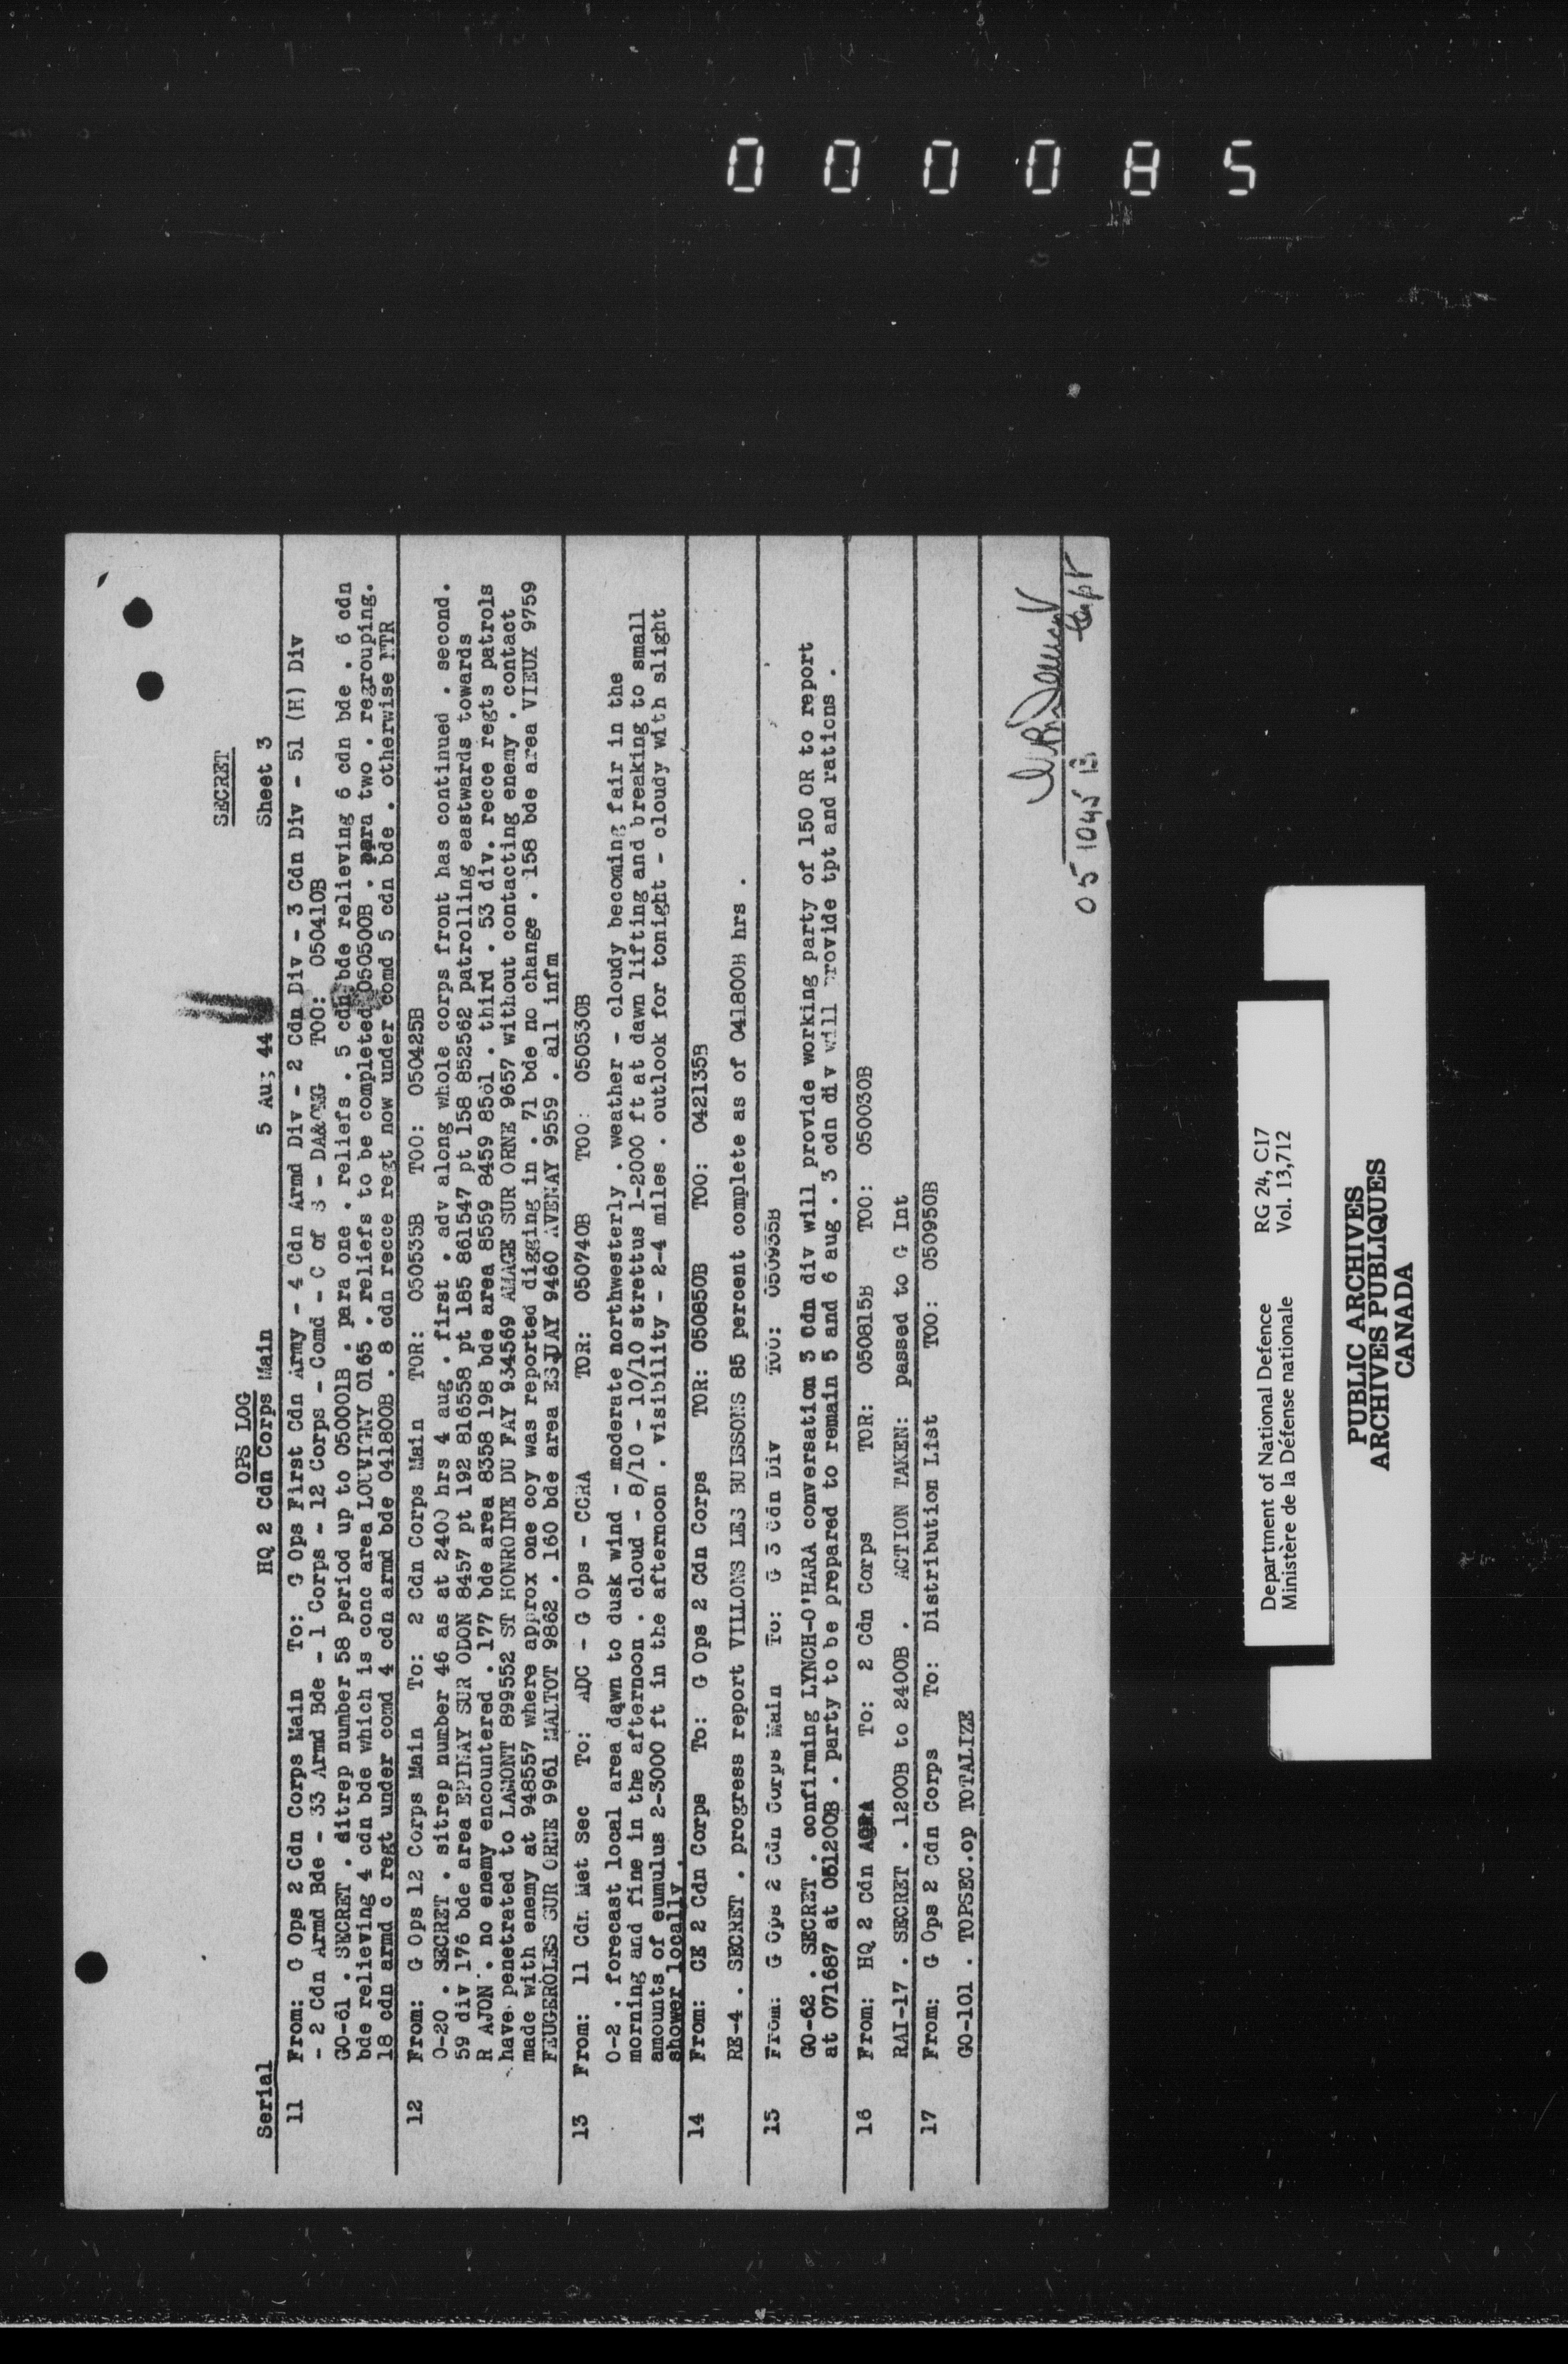 000085
SECRET
OPS LOG
HQ 2 Cdn Corps Main 5 Aug 44 Sheet 3
Serial
11 From: G Ops 2 Cdn Corps Main To: G Ops First Cdn Army - 4 Cdn Armd Div - 2 Cdn Div - 3 Cdn Div - 51 (H) Div
- 2 Cdn Armd Bde - 33 Armd Bde - 1 Corps - 12 Corps - Comd - C of S - DA&QMG TOO: 050410B
GO-61 . SECRET . sitrep number 58 period up to 050001B . para one . reliefs . 5 cdn bde relieving 6 cdn bde . 6 cdn
bde relieving 4 cdn bde which is conc area LOUVIGNY 0165 . reliefs to be completed 050500B . para two . regrouping.
18 cdn armd c regt under comd 4 cdn armd bde 041800B . 8 cdn recce regt now under comd 5 cdn bde . otherwise NTR
12 From: G Ops 12 Corps Main To: 2 Cdn Corps Main TOR: 050535B TOO: 050425B
O-20 . SECRET . sitrep number 46 as at 2400 hrs 4 aug . first . adv along whole corps front has continued . second.
59 div 176 bde area EPINAY SUR ODON 8457 pt 192 816558 pt 185 861547 pt 158 852562 patrolling eastwards towards
R AJON . no enemy encountered . 177 bde area 8358 198 bde area 8559 8459 8561 . third . 53 div. recce regts patrols
have penetrated to LAMONT 899552 ST HONROINE DU FAY 934569 AMAGE SUR ORNE 9657 without contacting enemy . contact
made with enemy at 948557 where approx one coy was reported digging in . 71 bde no change . 158 bde area VIEUX 9759
FEUGEROLES SUR ORNE 9961 MALTOT 9862 . 160 bde area ESQUAY 9460 AVENAY 9559 . all infm
13 From: 11 Cdn Met Sec To: ADC - G Ops - CCRA TOR: 050740B TOO: 050530B
O-2 . forecast local area dawn to dusk wind - moderate northwesterly . weather - cloudy becoming fair in the
morning and fine in the afternoon . cloud - 8/10 - 10/10 strettus 1-2000 ft at dawn lifting and breaking to small
amounts of eumulus 2-3000 ft in the afternoon . visibility - 2-4 miles . outlook for tonight - cloudy with slight
shower locally .
14 From: CE 2 Cdn Corps To: G Ops 2 Cdn Corps TOR: 050850B TOO: 042135B
RE-4 . SECRET . progress report VILLONS LES BUISSONS 85 percent complete as of 041800B hrs .
15 From: G Ops 2 Cdn Corps Main To: G 3 Cdn Div TOO: 050935B
GO-62 . SECRET . confirming LYNCH-O'HARA conversation 3 Cdn div will provide working party of 150 OR to report
at 071687 at 051200B . party to be prepared to remain 5 and 6 aug . 3 cdn div will provide tpt and rations .
16 From: HQ 2 Cdn AGRA To: 2 Cdn Corps TOR: 050815B TOO: 050030B
RAI-17 . SECRET . 1200B to 2400B . ACTION TAKEN: passed to G Int
17 From: G Ops 2 Cdn Corps To: Distribution List TOO: 050950B
GO-101 . TOPSEC.op TOTALIZE
Capt
05 1045 B
Department of National Defence RG 24, C17
Ministère de la Défense nationale Vol. 13,712
PUBLIC ARCHIVES
ARCHIVES PUBLIQUES
CANADA